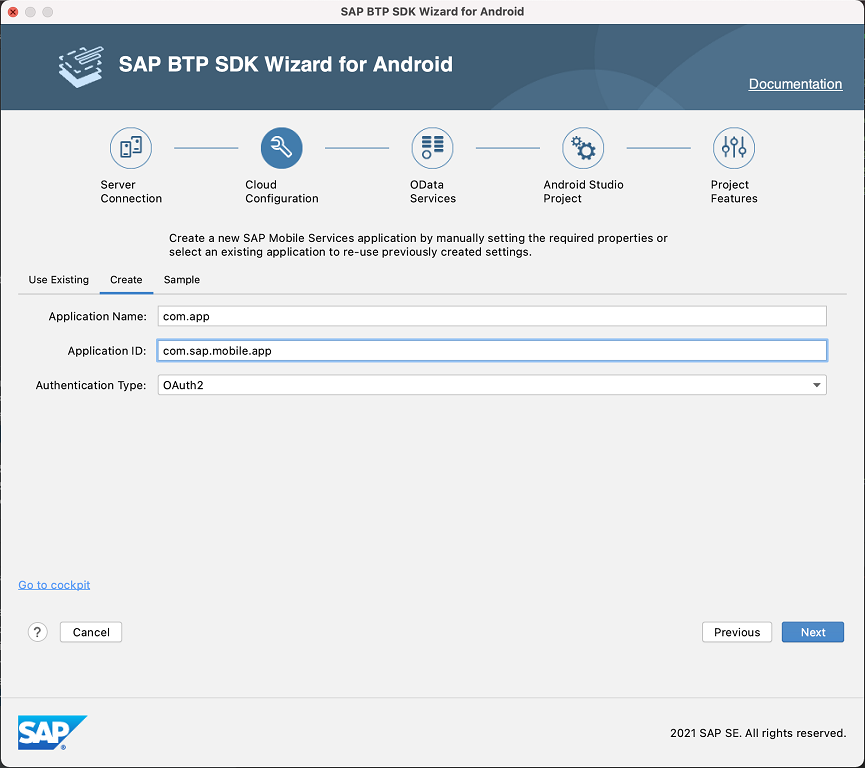 SAP BTP SDK Wizard for Android
SAP BTP SDK Wizard for Android
Documentation
Server
Connection
Cloud
Configuration
OData
Services
Android Studio
Project
Project
Features
Create a new SAP Mobile Services application by manually setting the required properties or
select an existing application to re-use previously created settings.
Use Existing Create Sample
Application Name: com.app
Application ID: com.sap.mobile.app
Authentication Type: OAuth2
Go to cockpit
? Cancel Previous Next
SAP ® 2021 SAP SE. All rights reserved.